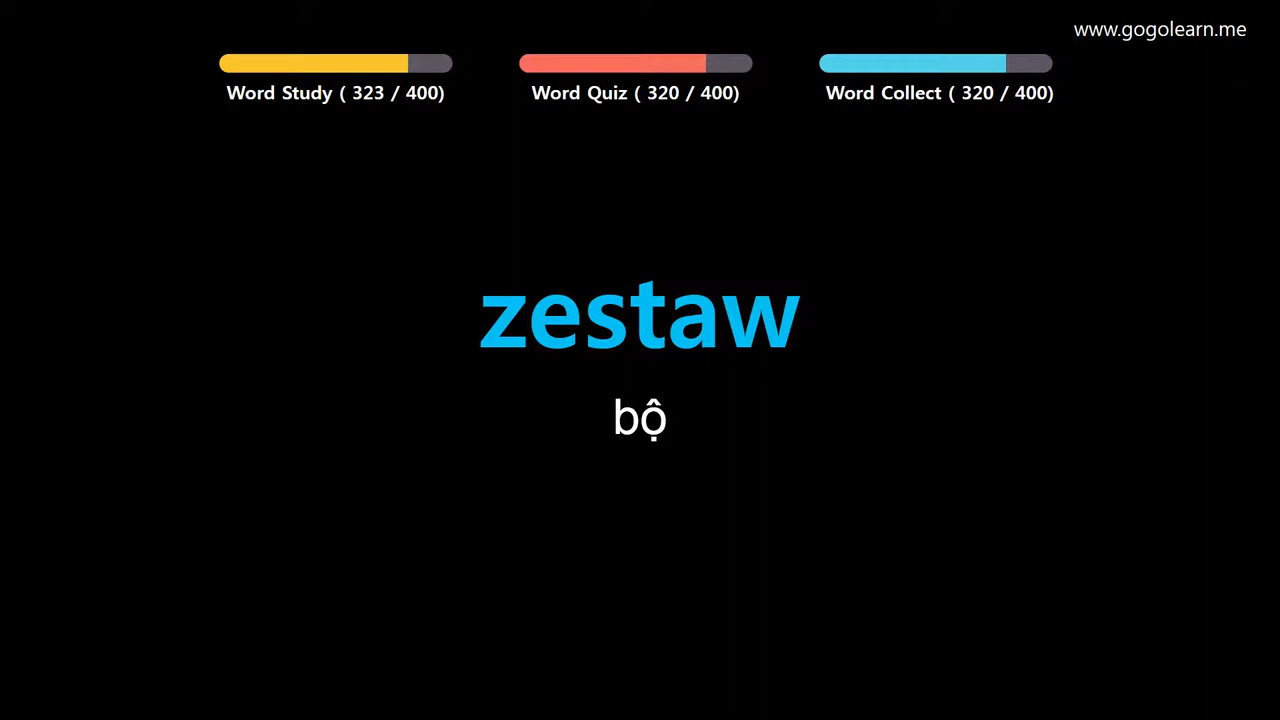 www.gogolearn.me
Word Study ( 323 / 400)
Word Quiz ( 320 / 400)
Word Collect ( 320 / 400)
zestaw
bộ